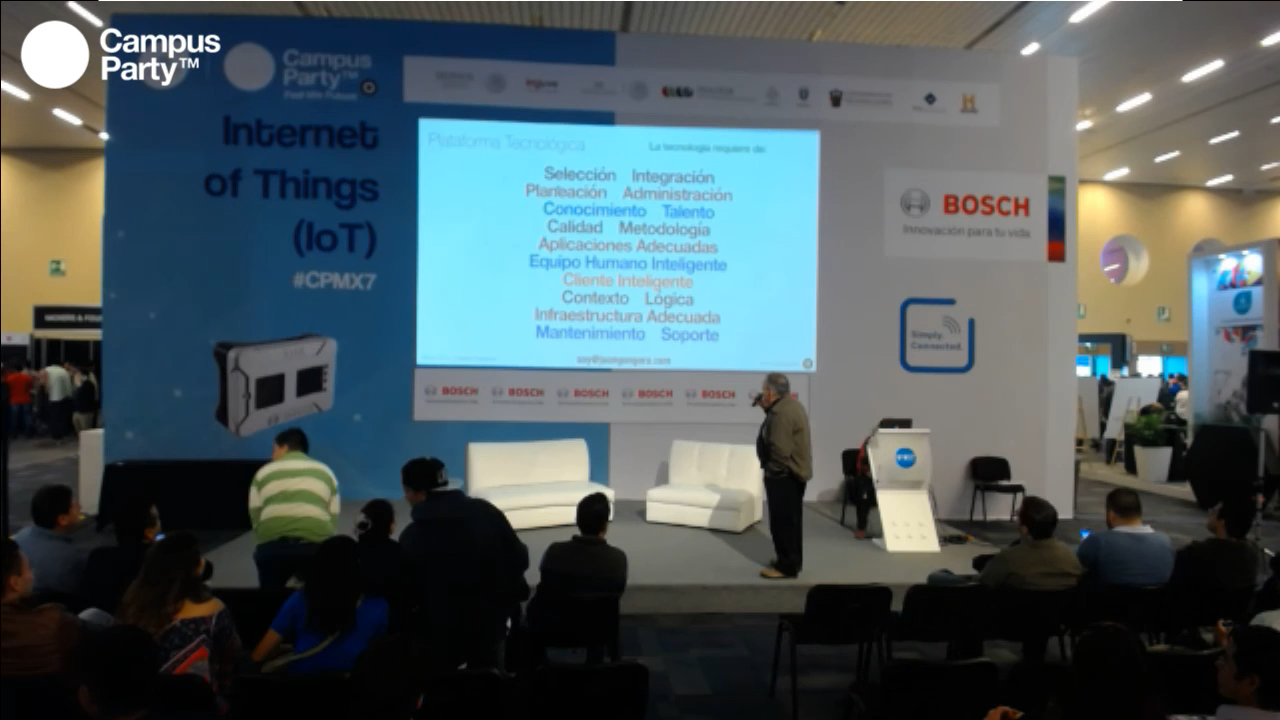 Campus
Party™
Campus
Party™
Internet
of Things
(IoT)
#CPMX7
Plataforma Tecnológica
La tecnología requiere de:
Selección Integración
Planeación Administración
Conocimiento Talento
Calidad Metodología
Aplicaciones Adecuadas
Equipo Humano Inteligente
Cliente Inteligente
Contexto Lógica
Infraestructura Adecuada
Mantenimiento Soporte
BOSCH
Innovación para tu vida
Simply.
Connected.
BOSCH BOSCH BOSCH BOSCH BOSCH